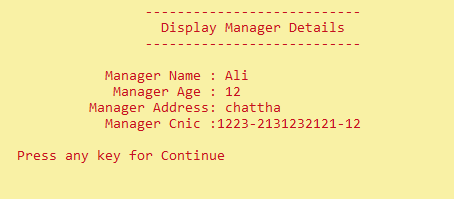 ---------------------------
Display Manager Details
---------------------------
Manager Name : Ali
Manager Age : 12
Manager Address: chattha
Manager Cnic :1223-2131232121-12
Press any key for Continue